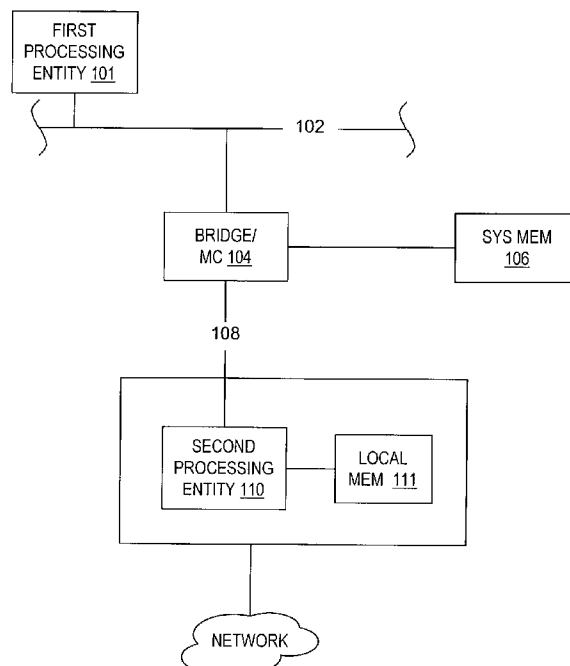 FIRST
PROCESSING
ENTITY 101
102
BRIDGE/
MC 104
SYS MEM
106
108
SECOND
PROCESSING
ENTITY 110
LOCAL
MEM 111
NETWORK